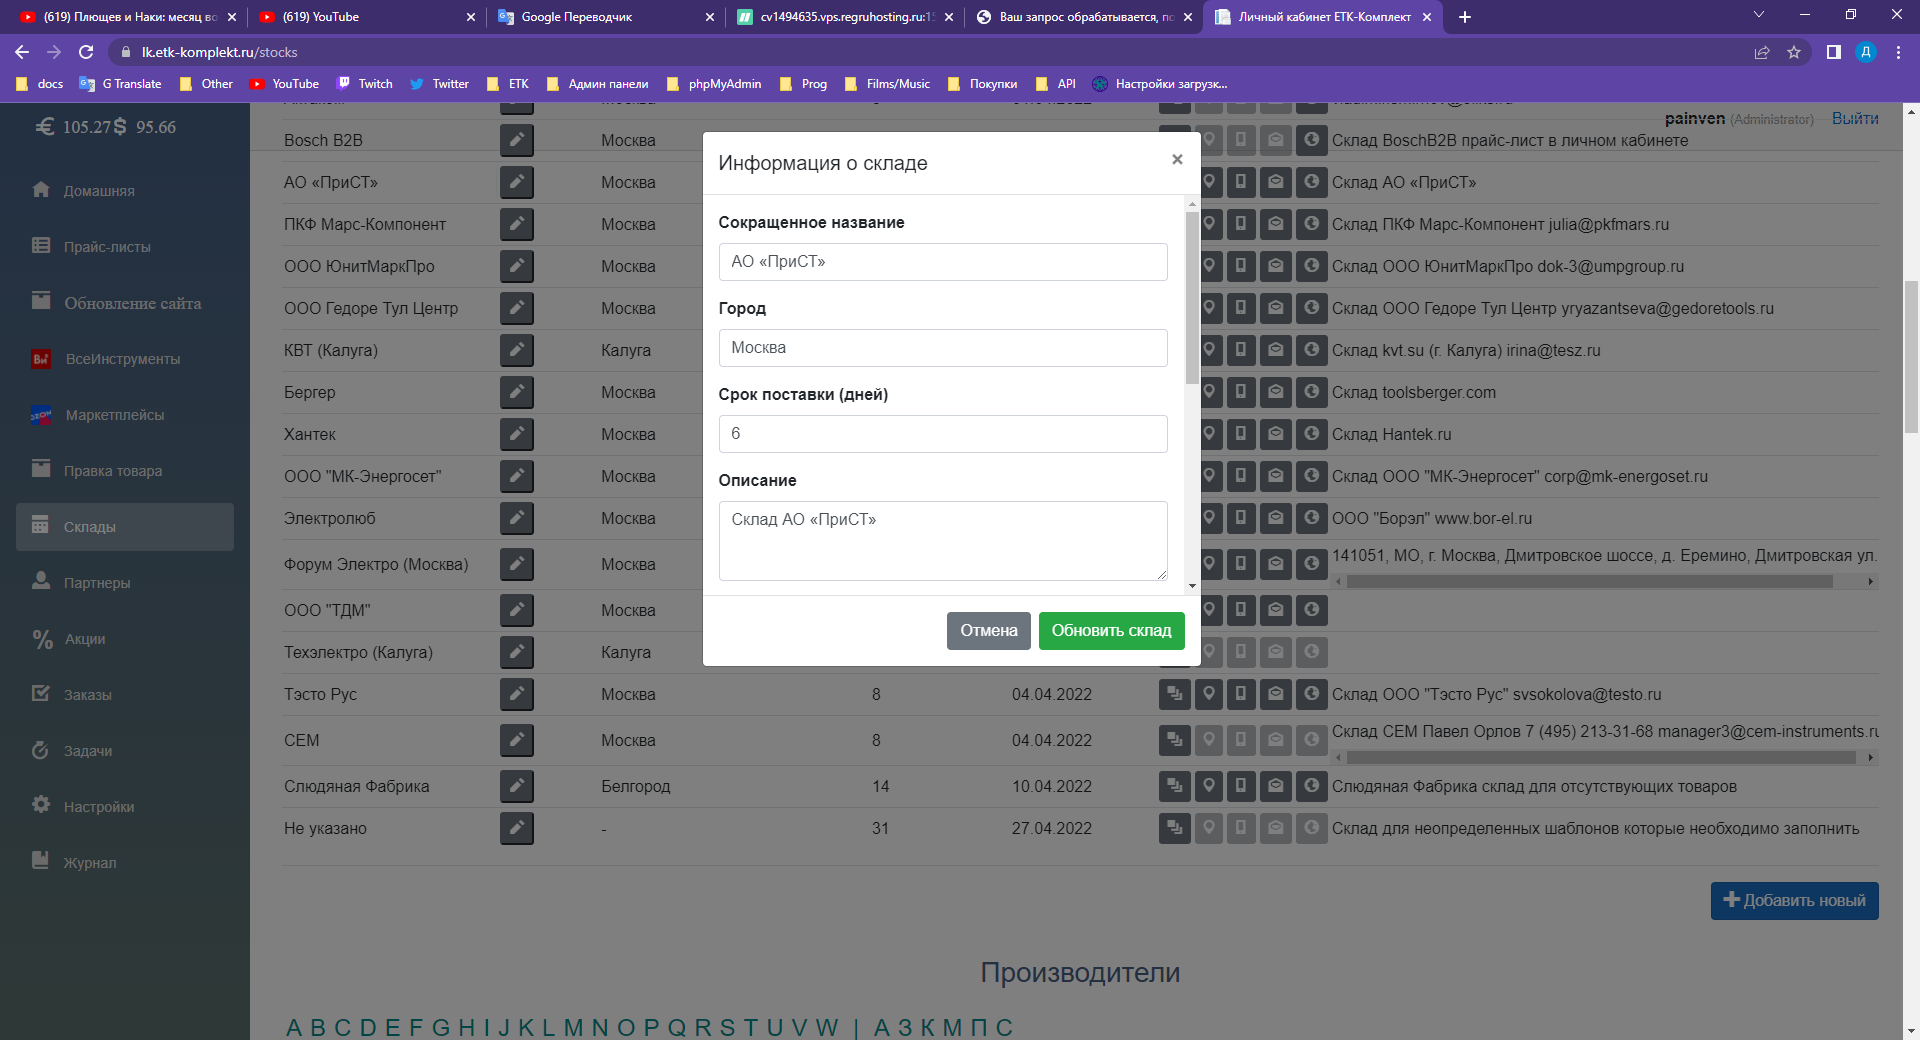 (619) Плющев и Наки: месяц во
(619) YouTube
Google Переводчик
cv1494635.vps.regruhosting.ru:15
Ваш запрос обрабатывается, по
Личный кабинет ЕТК-Комплект
lk.etk-komplekt.ru/stocks
Д
docs
G Translate
Other
YouTube
Twitch
Twitter
ETK
Админ панели
phpMyAdmin
Prog
Films/Music
Покупки
API
Настройки загрузк...
€ 105.27 $ 95.66
painven (Administrator) Выйти
Домашняя
Прайс-листы
Обновление сайта
ВсеИнструменты
Маркетплейсы
Правка товара
Склады
Партнеры
Акции
Заказы
Задачи
Настройки
Журнал
Bosch B2B Москва Склад BoschB2B прайс-лист в личном кабинете
АО «ПриСТ» Москва Склад АО «ПриСТ»
ПКФ Марс-Компонент Москва Склад ПКФ Марс-Компонент julia@pkfmars.ru
ООО ЮнитМаркПро Москва Склад ООО ЮнитМаркПро dok-3@umpgroup.ru
ООО Гедоре Тул Центр Москва Склад ООО Гедоре Тул Центр yryazantseva@gedoretools.ru
КВТ (Калуга) Калуга Склад kvt.su (г. Калуга) irina@tesz.ru
Бергер Москва Склад toolsberger.com
Хантек Москва Склад Hantek.ru
ООО "МК-Энергосет" Москва Склад ООО "МК-Энергосет" corp@mk-energoset.ru
Электролюб Москва ООО "Борэл" www.bor-el.ru
Форум Электро (Москва) Москва 141051, МО, г. Москва, Дмитровское шоссе, д. Еремино, Дмитровская ул.
ООО "ТДМ" Москва
Техэлектро (Калуга) Калуга
Тэсто Рус Москва 8 04.04.2022 Склад ООО "Тэсто Рус" svsokolova@testo.ru
СЕМ Москва 8 04.04.2022 Склад СЕМ Павел Орлов 7 (495) 213-31-68 manager3@cem-instruments.ru
Слюдяная Фабрика Белгород 14 10.04.2022 Слюдяная Фабрика склад для отсутствующих товаров
Не указано - 31 27.04.2022 Склад для неопределенных шаблонов которые необходимо заполнить
Информация о складе ×
Сокращенное название
АО «ПриСТ»
Город
Москва
Срок поставки (дней)
6
Описание
Склад АО «ПриСТ»
Отмена
Обновить склад
Добавить новый
Производители
A B C D E F G H I J K L M N O P Q R S T U V W | А З К М П С